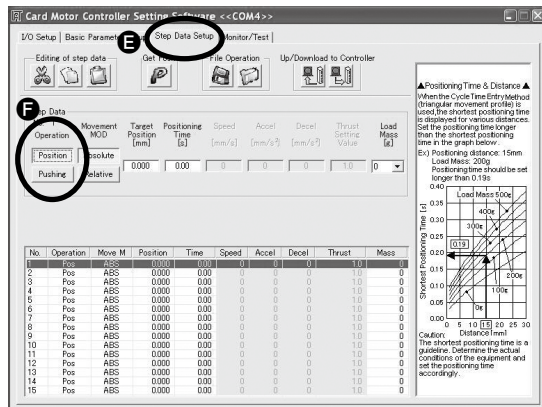 Card Motor Controller Setting Software <<COM4>>
I/O Setup Basic Parameter Step Data Setup Monitor/Test
E
Editing of step data Get File Operation Up/Download to Controller
F
Step Data
Operation Movement MOD Target Position [mm] Positioning Time [s] Speed [mm/s] Accel [mm/s²] Decel [mm/s²] Thrust Setting Value Load Mass [g]
Position Absolute 0.000 0.00 0 0 0 1.0 0
Pushing Relative
No. Operation Move M Position Time Speed Accel Decel Thrust Mass
1 Pos ABS 0.000 0.00 0 0 0 1.0 0
2 Pos ABS 0.000 0.00 0 0 0 1.0 0
3 Pos ABS 0.000 0.00 0 0 0 1.0 0
4 Pos ABS 0.000 0.00 0 0 0 1.0 0
5 Pos ABS 0.000 0.00 0 0 0 1.0 0
6 Pos ABS 0.000 0.00 0 0 0 1.0 0
7 Pos ABS 0.000 0.00 0 0 0 1.0 0
8 Pos ABS 0.000 0.00 0 0 0 1.0 0
9 Pos ABS 0.000 0.00 0 0 0 1.0 0
10 Pos ABS 0.000 0.00 0 0 0 1.0 0
11 Pos ABS 0.000 0.00 0 0 0 1.0 0
12 Pos ABS 0.000 0.00 0 0 0 1.0 0
13 Pos ABS 0.000 0.00 0 0 0 1.0 0
14 Pos ABS 0.000 0.00 0 0 0 1.0 0
15 Pos ABS 0.000 0.00 0 0 0 1.0 0
▲Positioning Time & Distance▲
When the Cycle Time Entry Method
(triangular movement profile) is
used,the shortest positioning time
is displayed for various distances.
Set the positioning time longer
than the shortest positioning
time in the graph below.
Ex) Positioning distance: 15mm
Load Mass: 200g
Positioning time should be set
longer than 0.19s
Shortest Positioning Time [s]
0.40
0.35
0.30
0.25
0.20
0.15
0.10
0.05
0.00
Load Mass 500g
400g
300g
0.19
200g
100g
0g
0 5 10 15 20 25 30
Distance [mm]
Caution:
The shortest positioning time is a
guideline. Determine the actual
conditions of the equipment and
set the positioning time
accordingly.